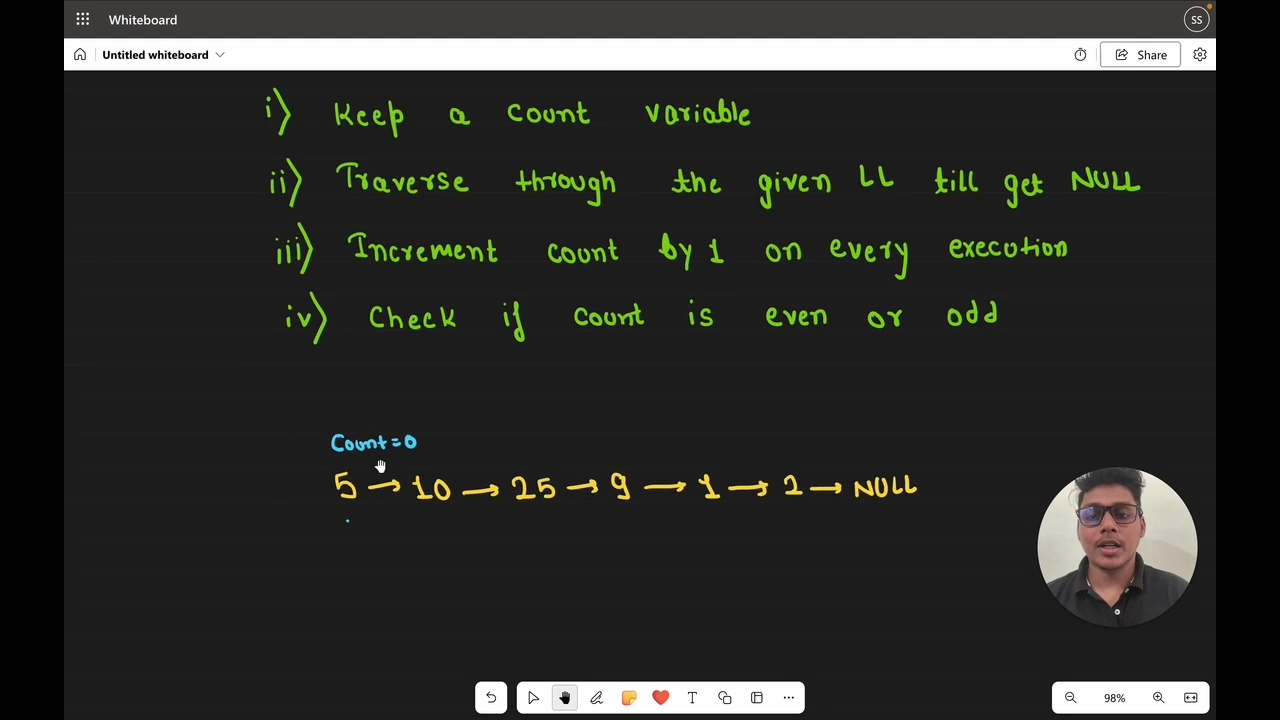 Whiteboard
SS
Untitled whiteboard
Share
i) Keep a count variable
ii) Traverse through the given LL till get NULL
iii) Increment count by 1 on every execution
iv) Check if count is even or odd
Count=0
5 → 10 → 25 → 9 → 1 → 2 → NULL
T
98%